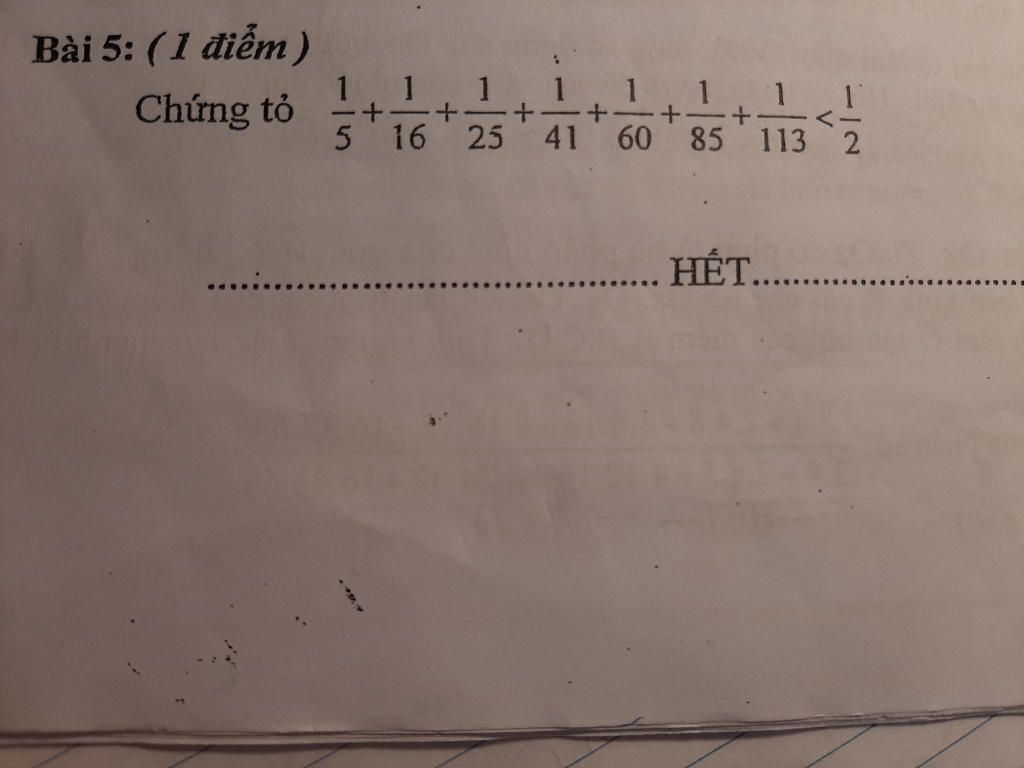 Bài 5: ( 1 điểm )
Chứng tỏ 1/5 + 1/16 + 1/25 + 1/41 + 1/60 + 1/85 + 1/113 < 1/2
................................................ HẾT..............................